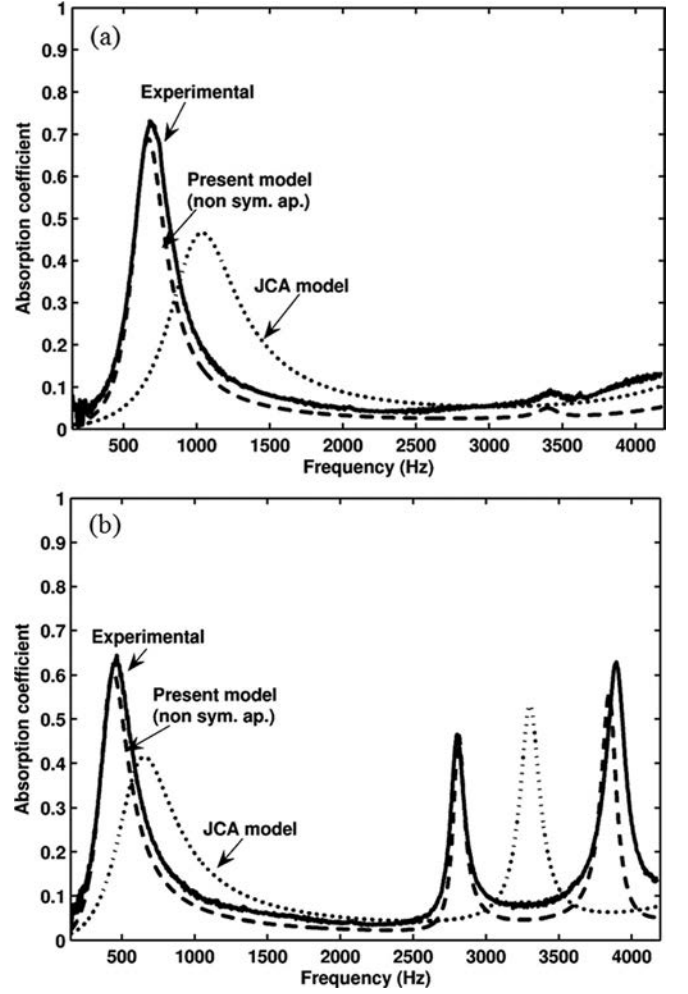 (a)
1
0.9
0.8
0.7
0.6
0.5
0.4
0.3
0.2
0.1
0
Absorption coefficient
Experimental
Present model
(non sym. ap.)
JCA model
500 1000 1500 2000 2500 3000 3500 4000
Frequency (Hz)
(b)
1
0.9
0.8
0.7
0.6
0.5
0.4
0.3
0.2
0.1
0
Absorption coefficient
Experimental
Present model
(non sym. ap.)
JCA model
500 1000 1500 2000 2500 3000 3500 4000
Frequency (Hz)